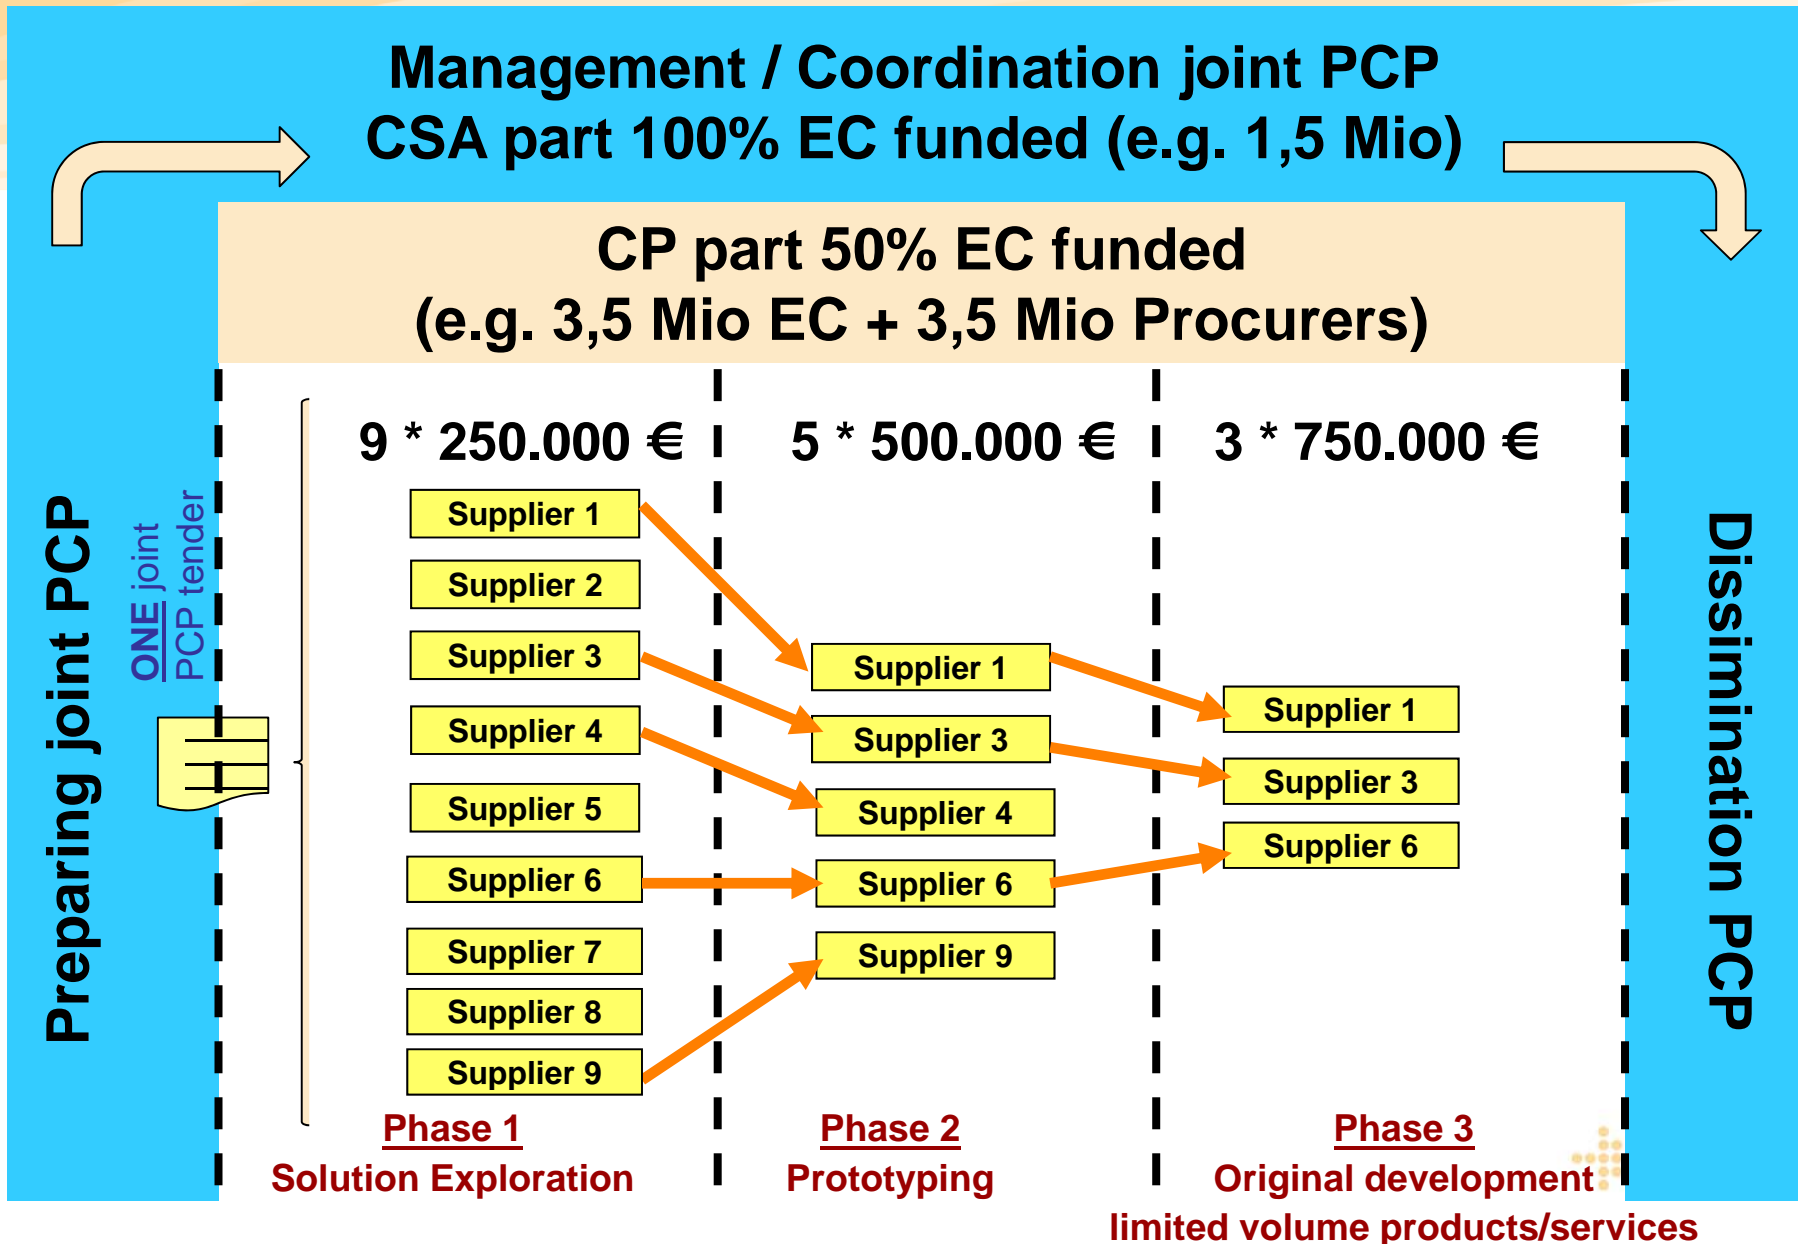 Management / Coordination joint PCP
CSA part 100% EC funded (e.g. 1,5 Mio)
CP part 50% EC funded
(e.g. 3,5 Mio EC + 3,5 Mio Procurers)
Preparing joint PCP
ONE joint
PCP tender
9 * 250.000 €
Supplier 1
Supplier 2
Supplier 3
Supplier 4
Supplier 5
Supplier 6
Supplier 7
Supplier 8
Supplier 9
Phase 1
Solution Exploration
5 * 500.000 €
Supplier 1
Supplier 3
Supplier 4
Supplier 6
Supplier 9
Phase 2
Prototyping
3 * 750.000 €
Supplier 1
Supplier 3
Supplier 6
Phase 3
Original development
limited volume products/services
Dissimination PCP